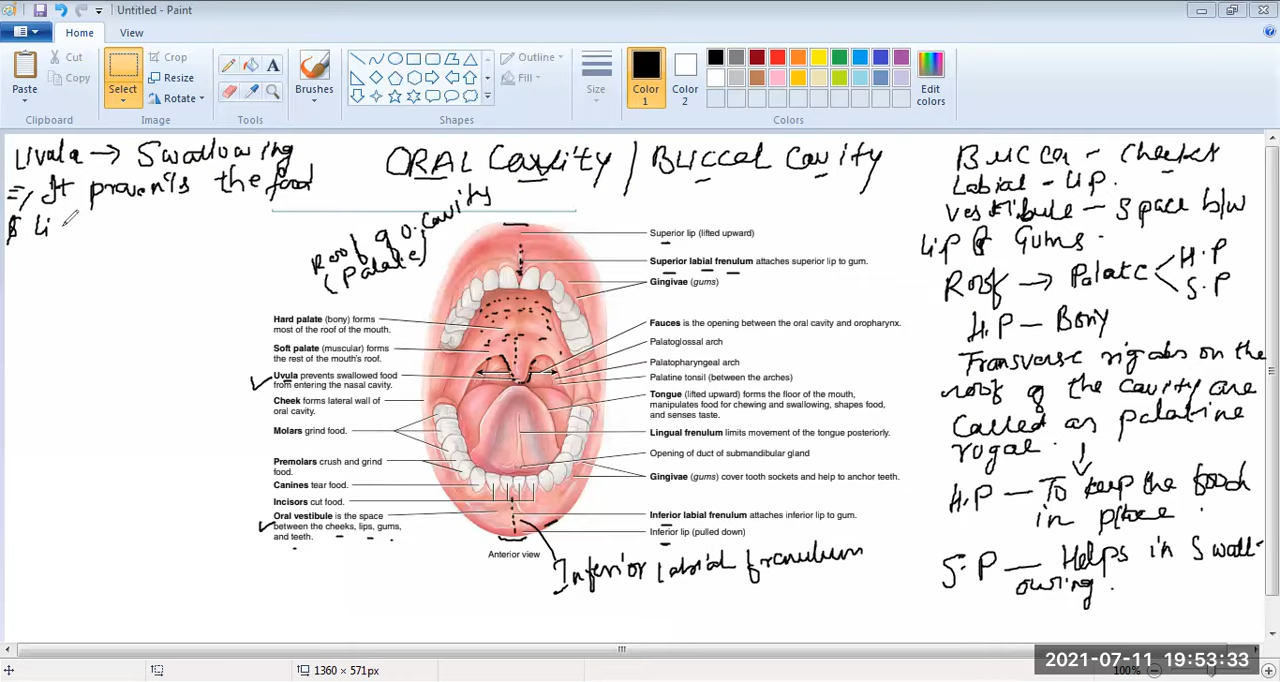 Untitled - Paint
Home
View
Paste
Cut
Copy
Clipboard
Select
Crop
Resize
Rotate
Image
Tools
Brushes
Shapes
Outline
Fill
Size
Color 1
Color 2
Edit colors
Colors
Uvala → Swallowing
=> It prevents the food
& li
ORAL Cavity / Buccal Cavity
Roof of O. Cavity
(Palate)
Superior lip (lifted upward)
Superior labial frenulum attaches superior lip to gum.
Gingivae (gums)
Fauces is the opening between the oral cavity and oropharynx.
Palatoglossal arch
Palatopharyngeal arch
Palatine tonsil (between the arches)
Tongue (lifted upward) forms the floor of the mouth,
manipulates food for chewing and swallowing, shapes food,
and senses taste.
Lingual frenulum limits movement of the tongue posteriorly.
Opening of duct of submandibular gland
Gingivae (gums) cover tooth sockets and help to anchor teeth.
Inferior labial frenulum attaches inferior lip to gum.
Inferior lip (pulled down)
Hard palate (bony) forms
most of the roof of the mouth.
Soft palate (muscular) forms
the rest of the mouth's roof.
Uvula prevents swallowed food
from entering the nasal cavity.
Cheek forms lateral wall of
oral cavity.
Molars grind food.
Premolars crush and grind
food.
Canines tear food.
Incisors cut food.
Oral vestibule is the space
between the cheeks, lips, gums,
and teeth.
Anterior view
Inferior labial franulum
Bucca - Cheeks
Labial - Lip.
Vestibule - Space b/w
Lip & Gums.
Roof → Palate < H.P
S.P
H.P - Bony
Transverse rigabs on the
roof of the cavity are
Called as palatine
rugal.
H.P - To keep the food
in place.
S.P - Helps in Swall-
owing.
1360 × 571px
100%
2021-07-11 19:53:33